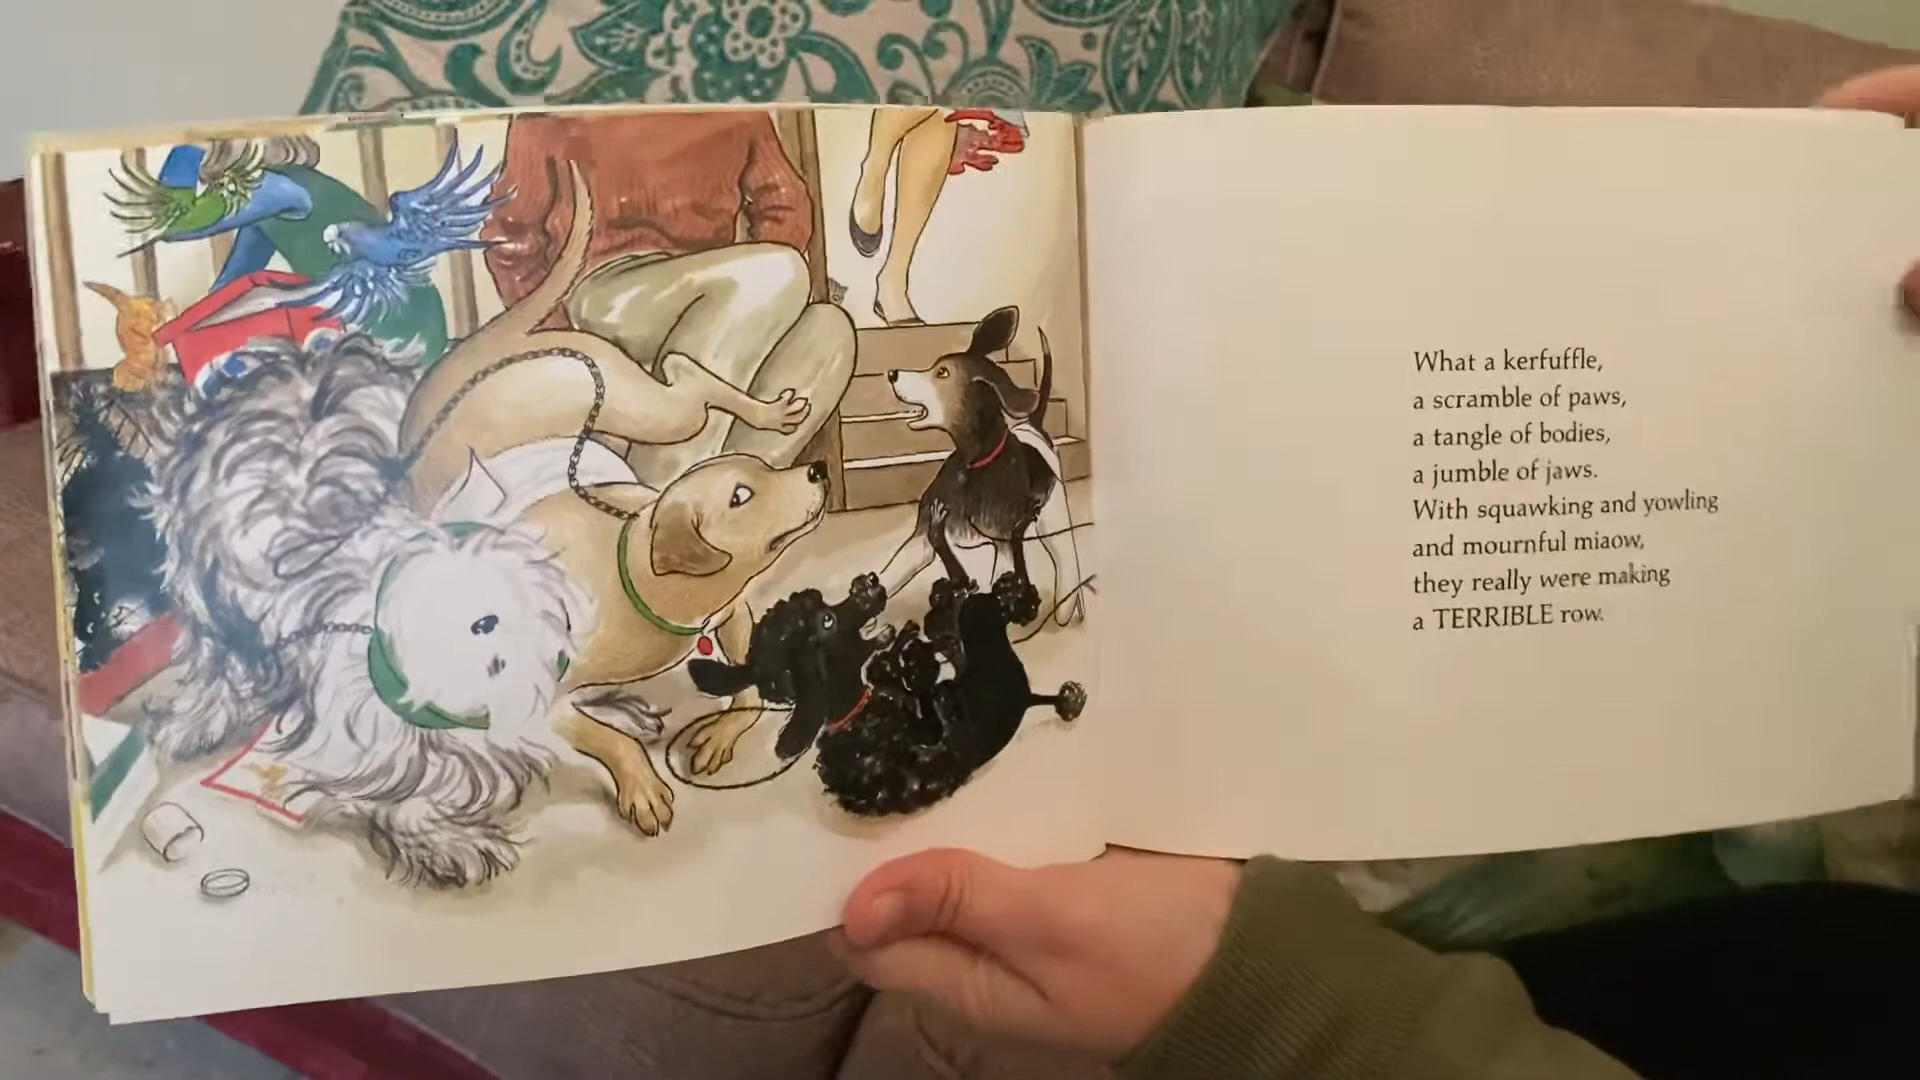 What a kerfuffle,
a scramble of paws,
a tangle of bodies,
a jumble of jaws.
With squawking and yowling
and mournful miaow,
they really were making
a TERRIBLE row.